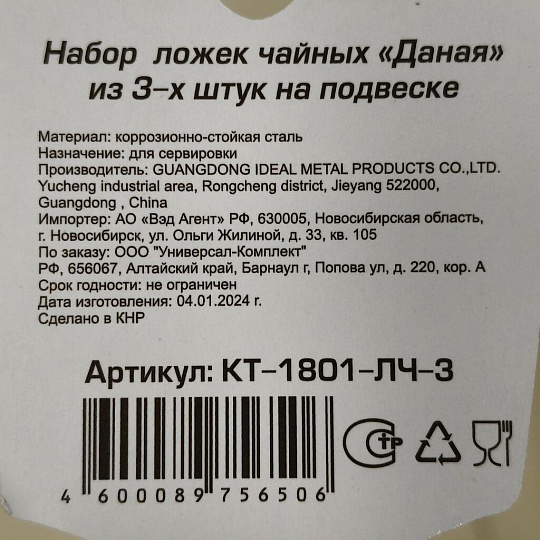 Набор ложек чайных «Даная»
из 3-х штук на подвеске
Материал: коррозионно-стойкая сталь
Назначение: для сервировки
Производитель: GUANGDONG IDEAL METAL PRODUCTS CO.,LTD.
Yucheng industrial area, Rongcheng district, Jieyang 522000,
Guangdong , China
Импортер: АО «Вэд Агент» РФ, 630005, Новосибирская область,
г. Новосибирск, ул. Ольги Жилиной, д. 33, кв. 105
По заказу: ООО "Универсал-Комплект"
РФ, 656067, Алтайский край, Барнаул г, Попова ул, д. 220, кор. А
Срок годности: не ограничен
Дата изготовления: 04.01.2024 г.
Сделано в КНР
Артикул: КТ-1801-ЛЧ-3
4 600089 756506